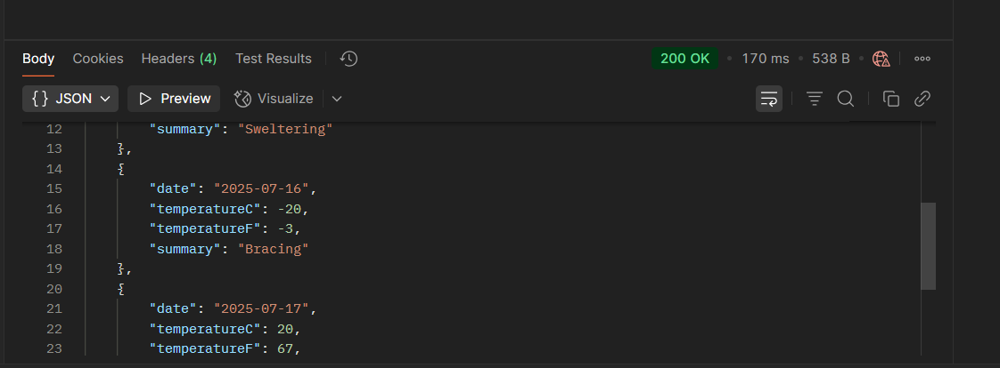 Body Cookies Headers (4) Test Results 200 OK • 170 ms • 538 B •
{} JSON Preview Visualize
12 "summary": "Sweltering"
13 },
14 {
15 "date": "2025-07-16",
16 "temperatureC": -20,
17 "temperatureF": -3,
18 "summary": "Bracing"
19 },
20 {
21 "date": "2025-07-17",
22 "temperatureC": 20,
23 "temperatureF": 67,